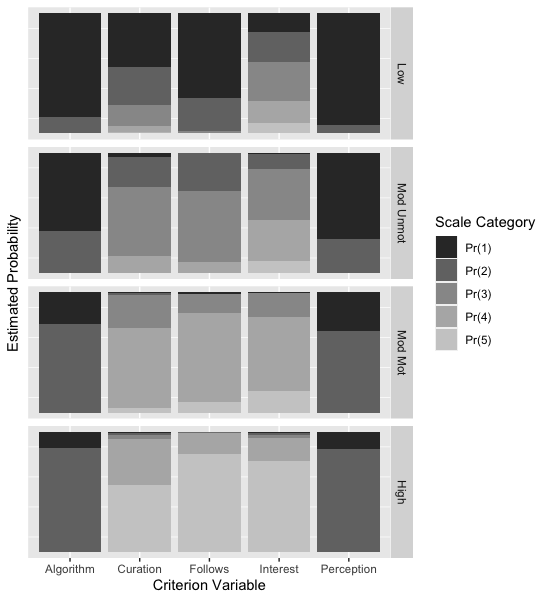 Low
Mod Unmot
Mod Mot
High
Estimated Probability
Algorithm Curation Follows Interest Perception
Criterion Variable
Scale Category
Pr(1)
Pr(2)
Pr(3)
Pr(4)
Pr(5)